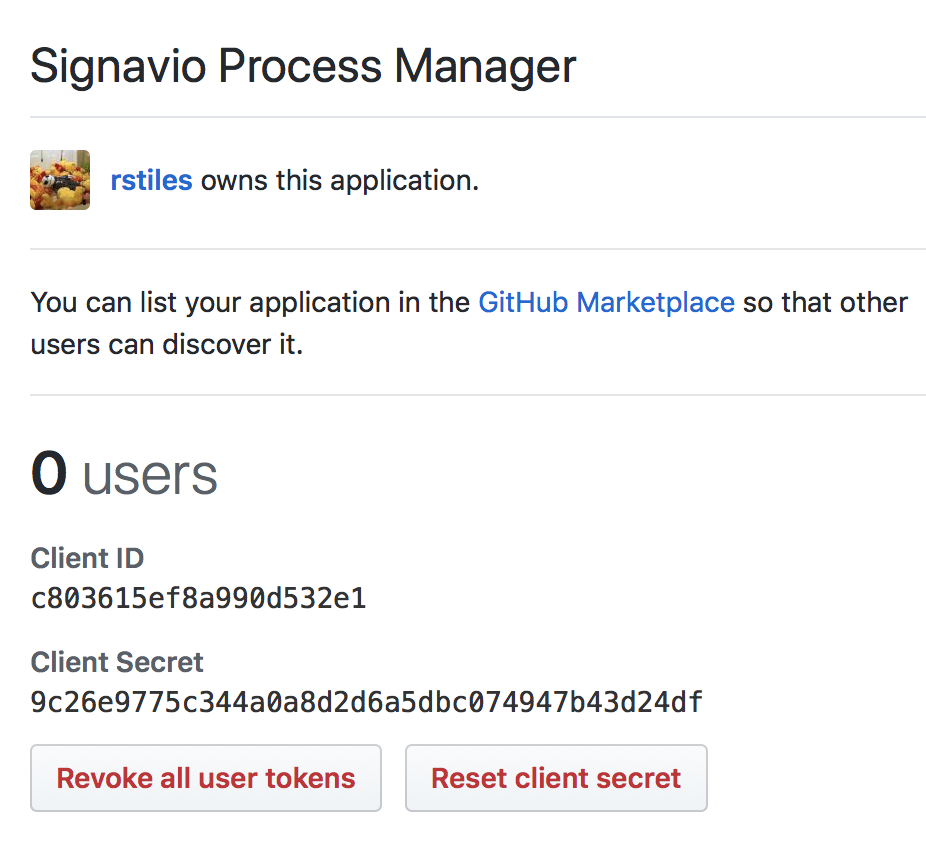 Signavio Process Manager
rstiles owns this application.
You can list your application in the GitHub Marketplace so that other
users can discover it.
0 users
Client ID
c803615ef8a990d532e1
Client Secret
9c26e9775c344a0a8d2d6a5dbc074947b43d24df
Revoke all user tokens Reset client secret